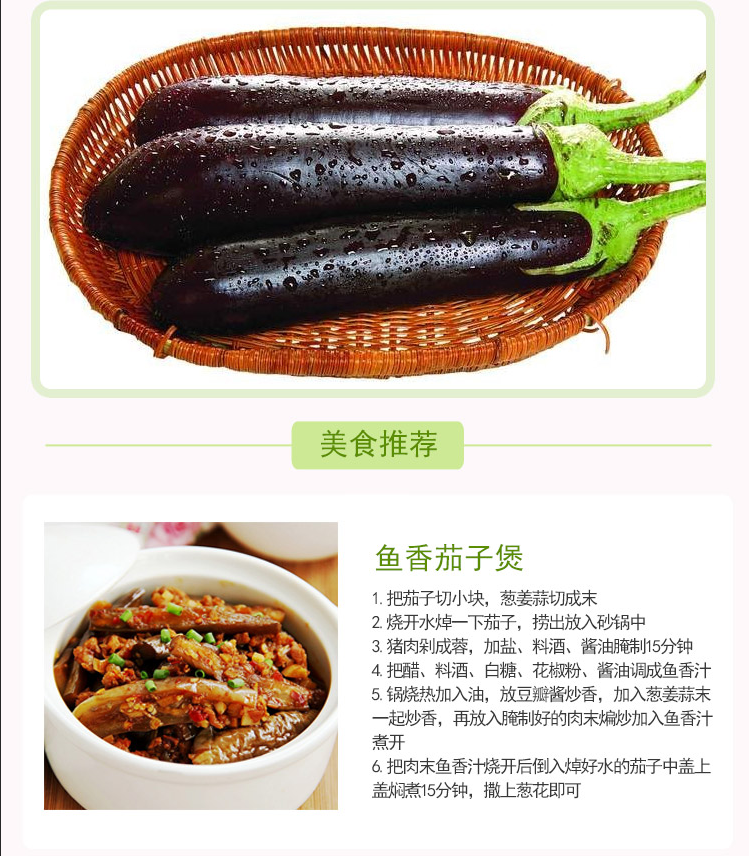 美食推荐
鱼香茄子煲
1. 把茄子切小块，葱姜蒜切成末
2. 烧开水焯一下茄子，捞出放入砂锅中
3. 猪肉剁成蓉，加盐、料酒、酱油腌制15分钟
4. 把醋、料酒、白糖、花椒粉、酱油调成鱼香汁
5. 锅烧热加入油，放豆瓣酱炒香，加入葱姜蒜末
一起炒香，再放入腌制好的肉末煸炒加入鱼香汁
煮开
6. 把肉末鱼香汁烧开后倒入焯好水的茄子中盖上
盖焖煮15分钟，撒上葱花即可